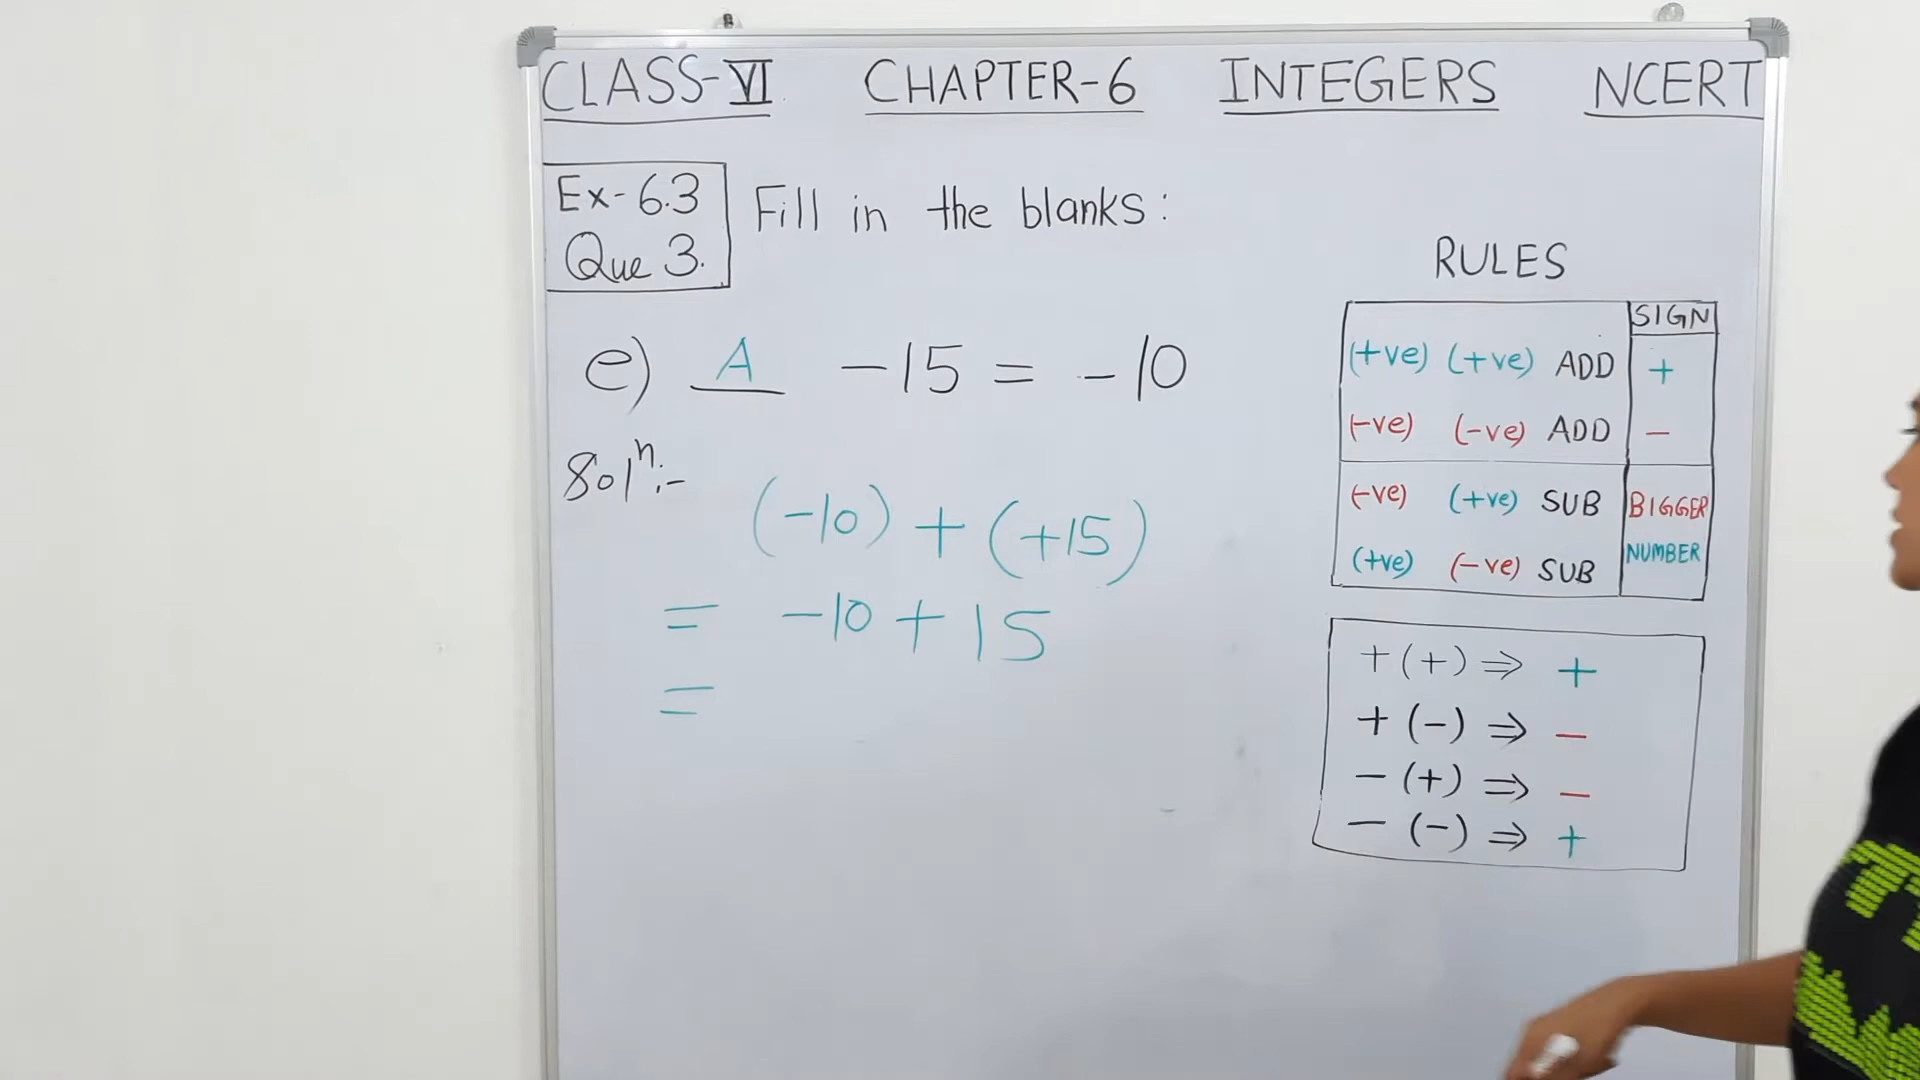 CLASS-VI CHAPTER-6 INTEGERS NCERT
Ex-6.3
Que 3.
Fill in the blanks:
e) A -15 = -10
Solⁿ:-
(-10) + (+15)
= -10 + 15
=
RULES
SIGN
(+ve) (+ve) ADD +
(-ve) (-ve) ADD -
(-ve) (+ve) SUB BIGGER
(+ve) (-ve) SUB NUMBER
+ (+) ⇒ +
+ (-) ⇒ -
- (+) ⇒ -
- (-) ⇒ +